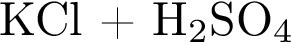 KCl + H₂SO₄